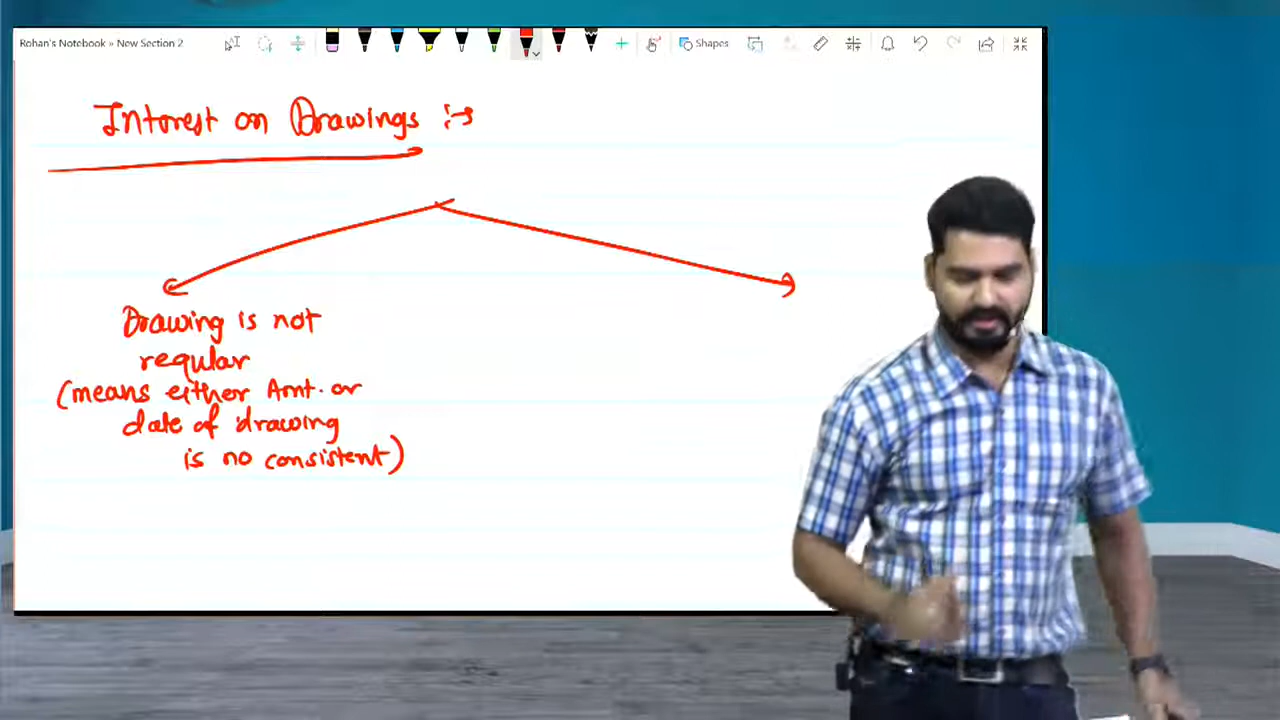 Rohan's Notebook » New Section 2
Shapes
Interest on Drawings :→
Drawing is not
regular
(means either Amt. or
date of drawing
is no consistent)